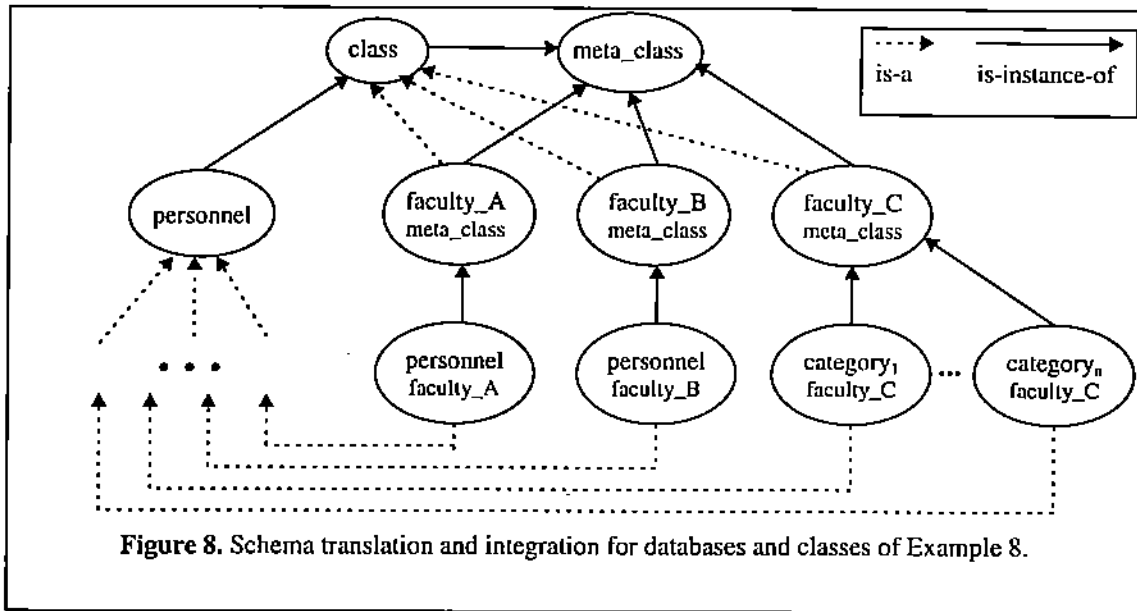 class
meta_class
is-a
is-instance-of
personnel
faculty_A
meta_class
faculty_B
meta_class
faculty_C
meta_class
• • •
personnel
faculty_A
personnel
faculty_B
category₁
faculty_C
•••
categoryₙ
faculty_C
Figure 8. Schema translation and integration for databases and classes of Example 8.